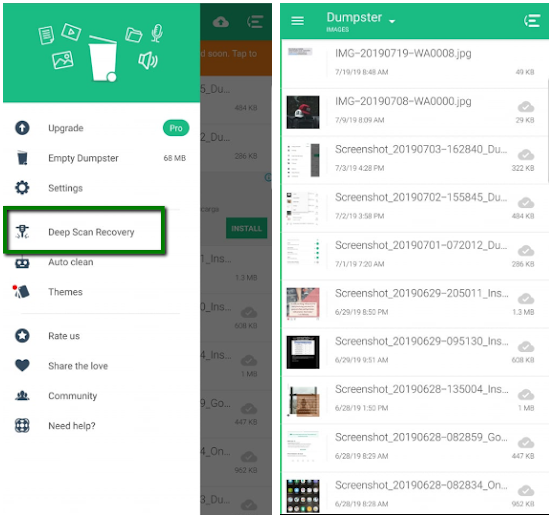 Upgrade
Pro
Empty Dumpster
68 MB
Settings
Deep Scan Recovery
Auto clean
Themes
Rate us
Share the love
Community
Need help?
d soon. Tap to
5_Du...
484 KB
2_Du...
286 KB
INSTALL
1_Ins...
1.3 MB
0_Ins...
608 KB
4_Ins...
1 MB
9_Go...
447 KB
4_On...
962 KB
3_Du...
Dumpster
IMAGES
IMG-20190719-WA0008.jpg
7/19/19 8:48 AM
49 KB
IMG-20190708-WA0000.jpg
7/9/19 8:09 AM
29 KB
Screenshot_20190703-162840_Du...
7/3/19 4:28 PM
322 KB
Screenshot_20190702-155845_Du...
7/2/19 3:58 PM
484 KB
Screenshot_20190701-072012_Du...
7/1/19 7:20 AM
286 KB
Screenshot_20190629-205011_Ins...
6/29/19 8:50 PM
1.3 MB
Screenshot_20190629-095130_Ins...
6/29/19 9:51 AM
608 KB
Screenshot_20190628-135004_Ins...
6/28/19 1:50 PM
1 MB
Screenshot_20190628-082859_Go...
6/28/19 8:29 AM
447 KB
Screenshot_20190628-082834_On...
6/28/19 8:28 AM
962 KB